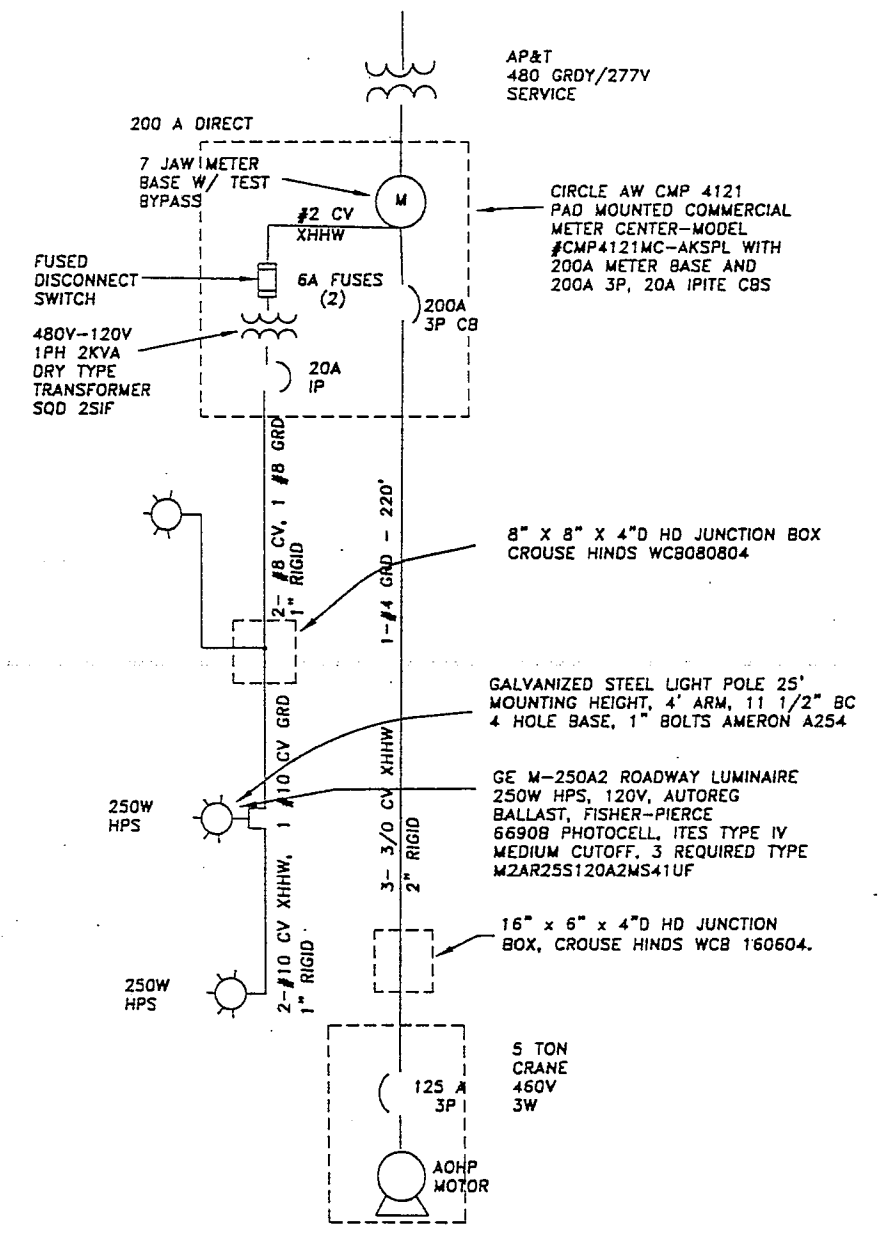 AP&T
480 GRDY/277V
SERVICE
200 A DIRECT
7 JAW METER
BASE W/ TEST
BYPASS
M
#2 CV
XHHW
CIRCLE AW CMP 4121
PAD MOUNTED COMMERCIAL
METER CENTER-MODEL
#CMP4121MC-AKSPL WITH
200A METER BASE AND
200A 3P, 20A IPITE CBS
FUSED
DISCONNECT
SWITCH
6A FUSES
(2)
200A
3P CB
480V-120V
1PH 2KVA
DRY TYPE
TRANSFORMER
SQD 2SIF
20A
IP
2- #8 CV, 1 #8 GRD
1" RIGID
1-#4 GRD - 220'
8" X 8" X 4"D HD JUNCTION BOX
CROUSE HINDS WCB080804
GALVANIZED STEEL LIGHT POLE 25'
MOUNTING HEIGHT, 4' ARM, 11 1/2" BC
4 HOLE BASE, 1" BOLTS AMERON A254
250W
HPS
GE M-250A2 ROADWAY LUMINAIRE
250W HPS, 120V, AUTOREG
BALLAST, FISHER-PIERCE
6690B PHOTOCELL, ITES TYPE IV
MEDIUM CUTOFF. 3 REQUIRED TYPE
M2AR25S120A2MS41UF
2-#10 CV XHHW, 1 #10 CV GRD
1" RIGID
3- 3/0 CV XHHW
2" RIGID
16" x 6" x 4"D HD JUNCTION
BOX, CROUSE HINDS WCB 160604.
250W
HPS
5 TON
CRANE
460V
3W
125 A
3P
AOHP
MOTOR